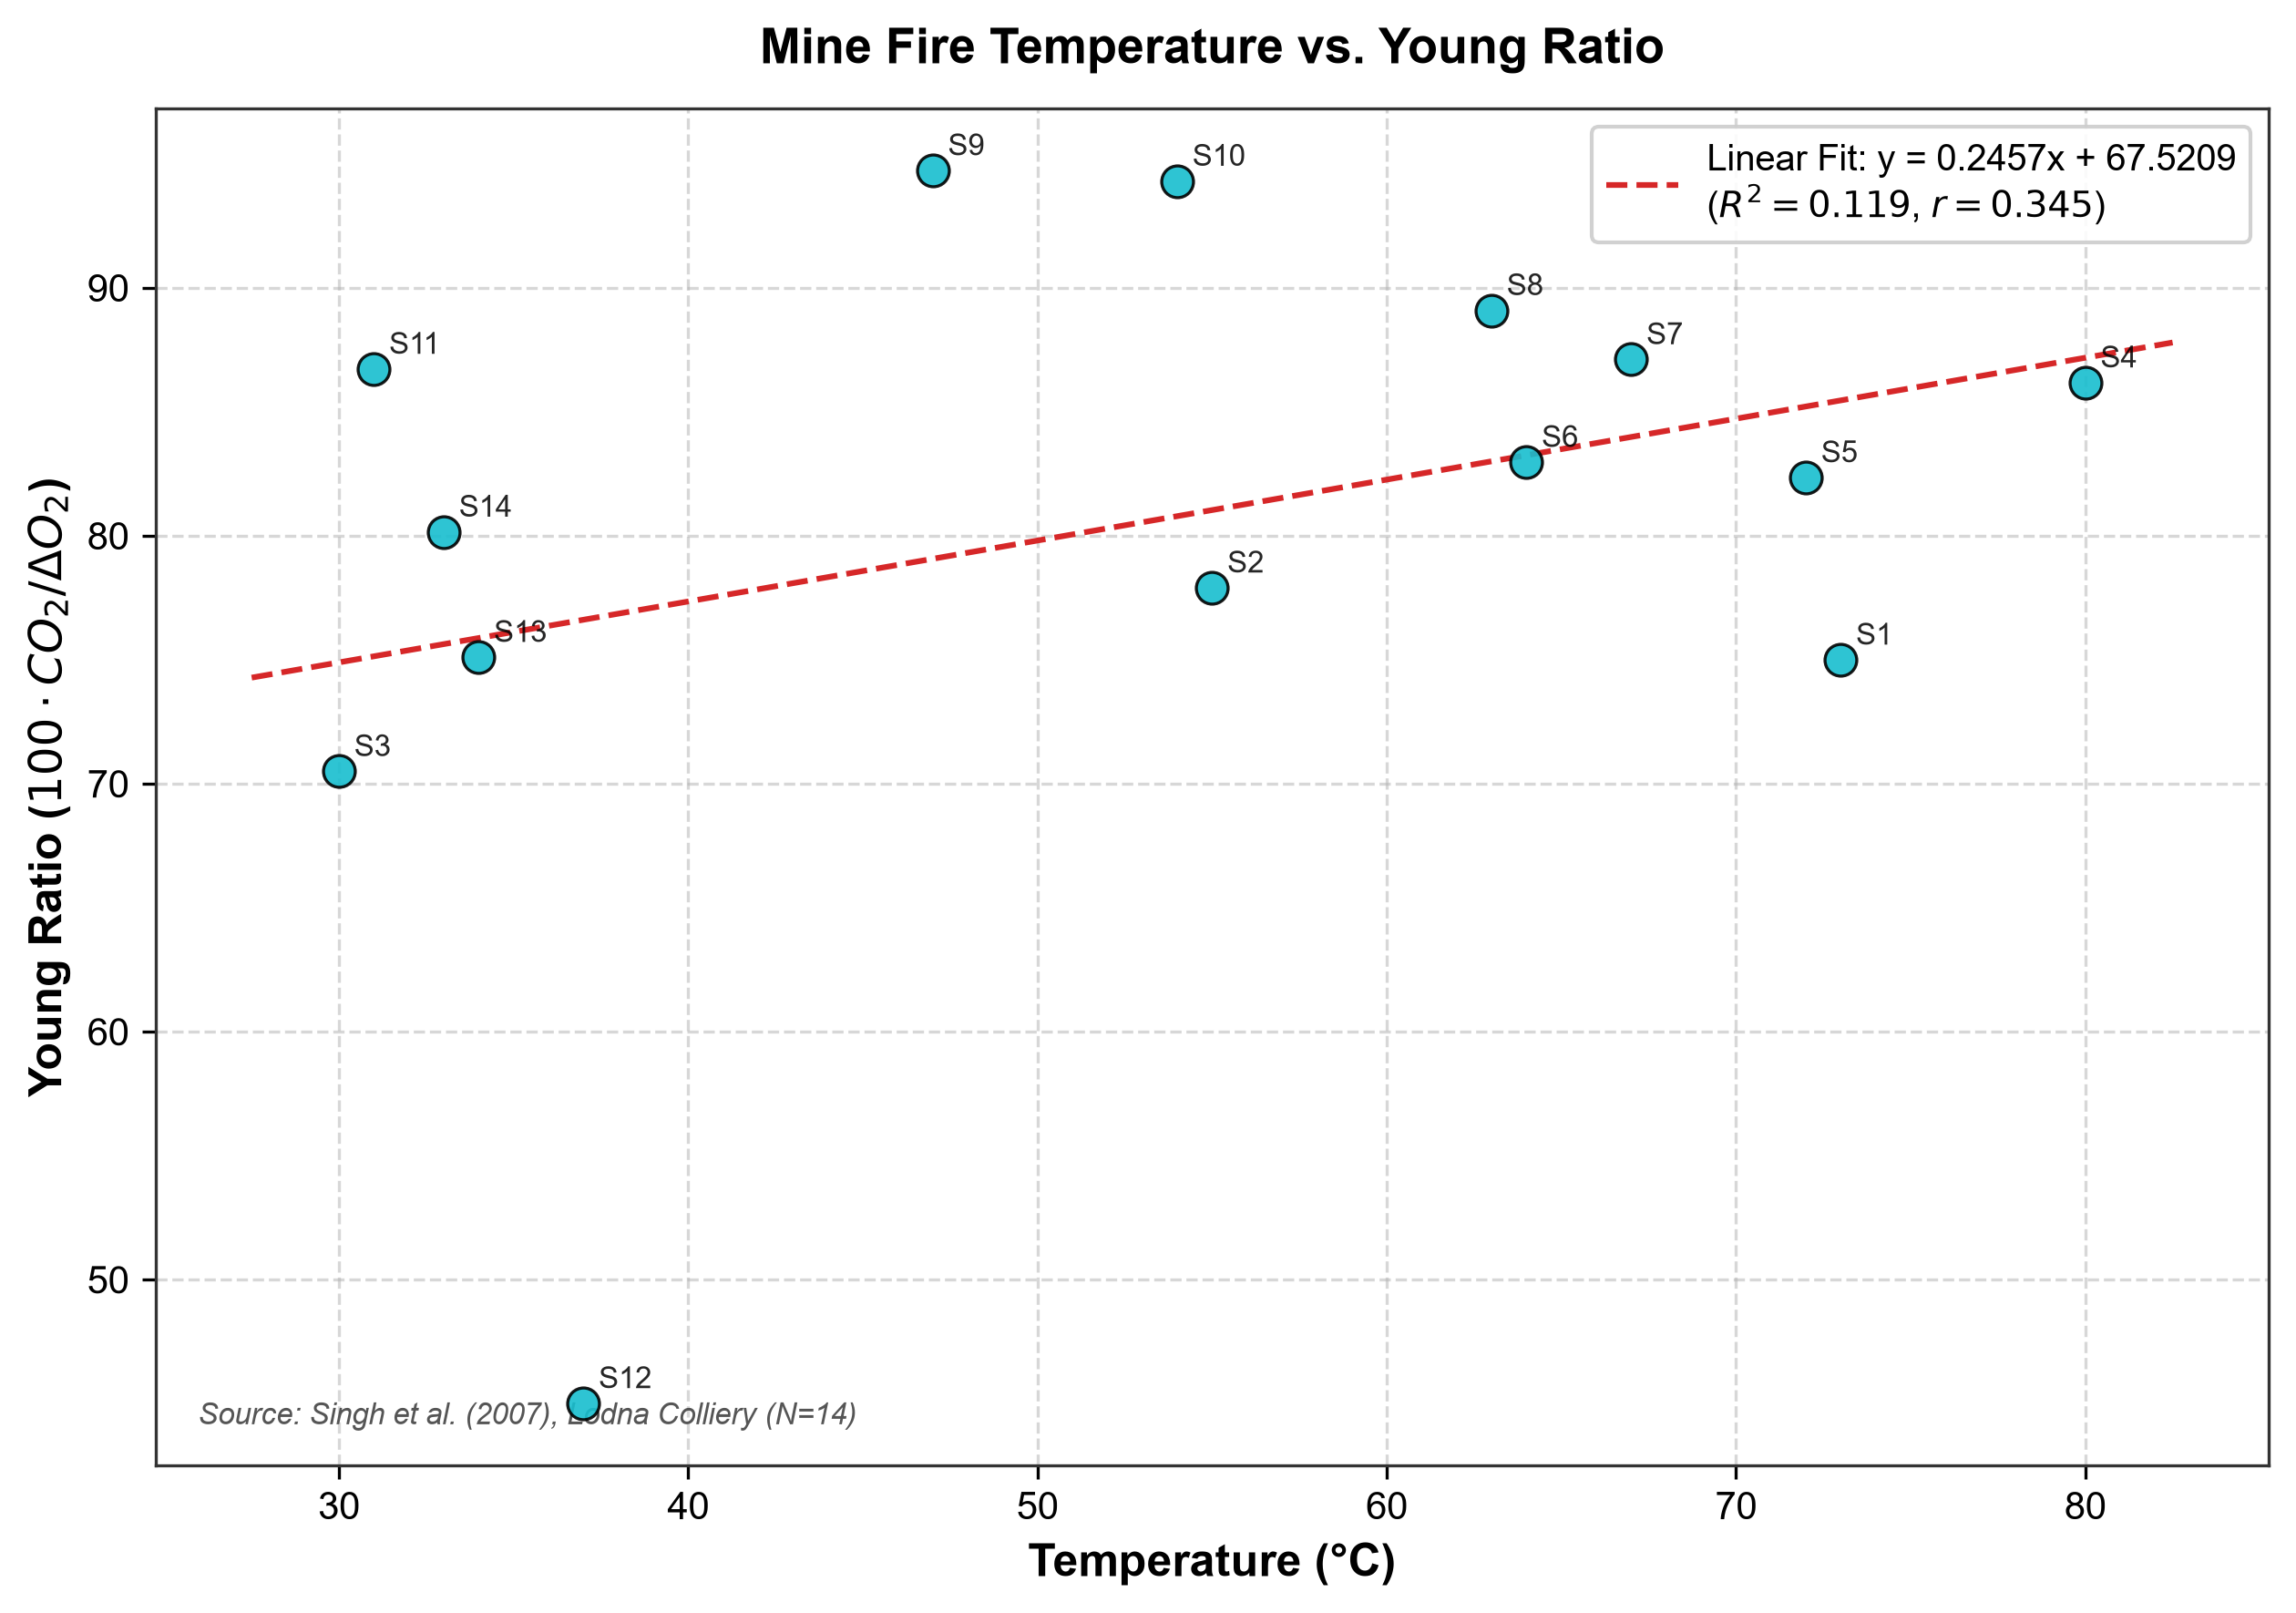 Mine Fire Temperature vs. Young Ratio
Linear Fit: y = 0.2457x + 67.5209
(R² = 0.119, r = 0.345)
S9
S10
S8
S11
S7
S4
S6
S5
S14
S2
S13
S1
S3
S12
90
80
70
60
50
Young Ratio (100 · CO₂/ΔO₂)
Source: Singh et al. (2007), Lodna Colliery (N=14)
30 40 50 60 70 80
Temperature (°C)